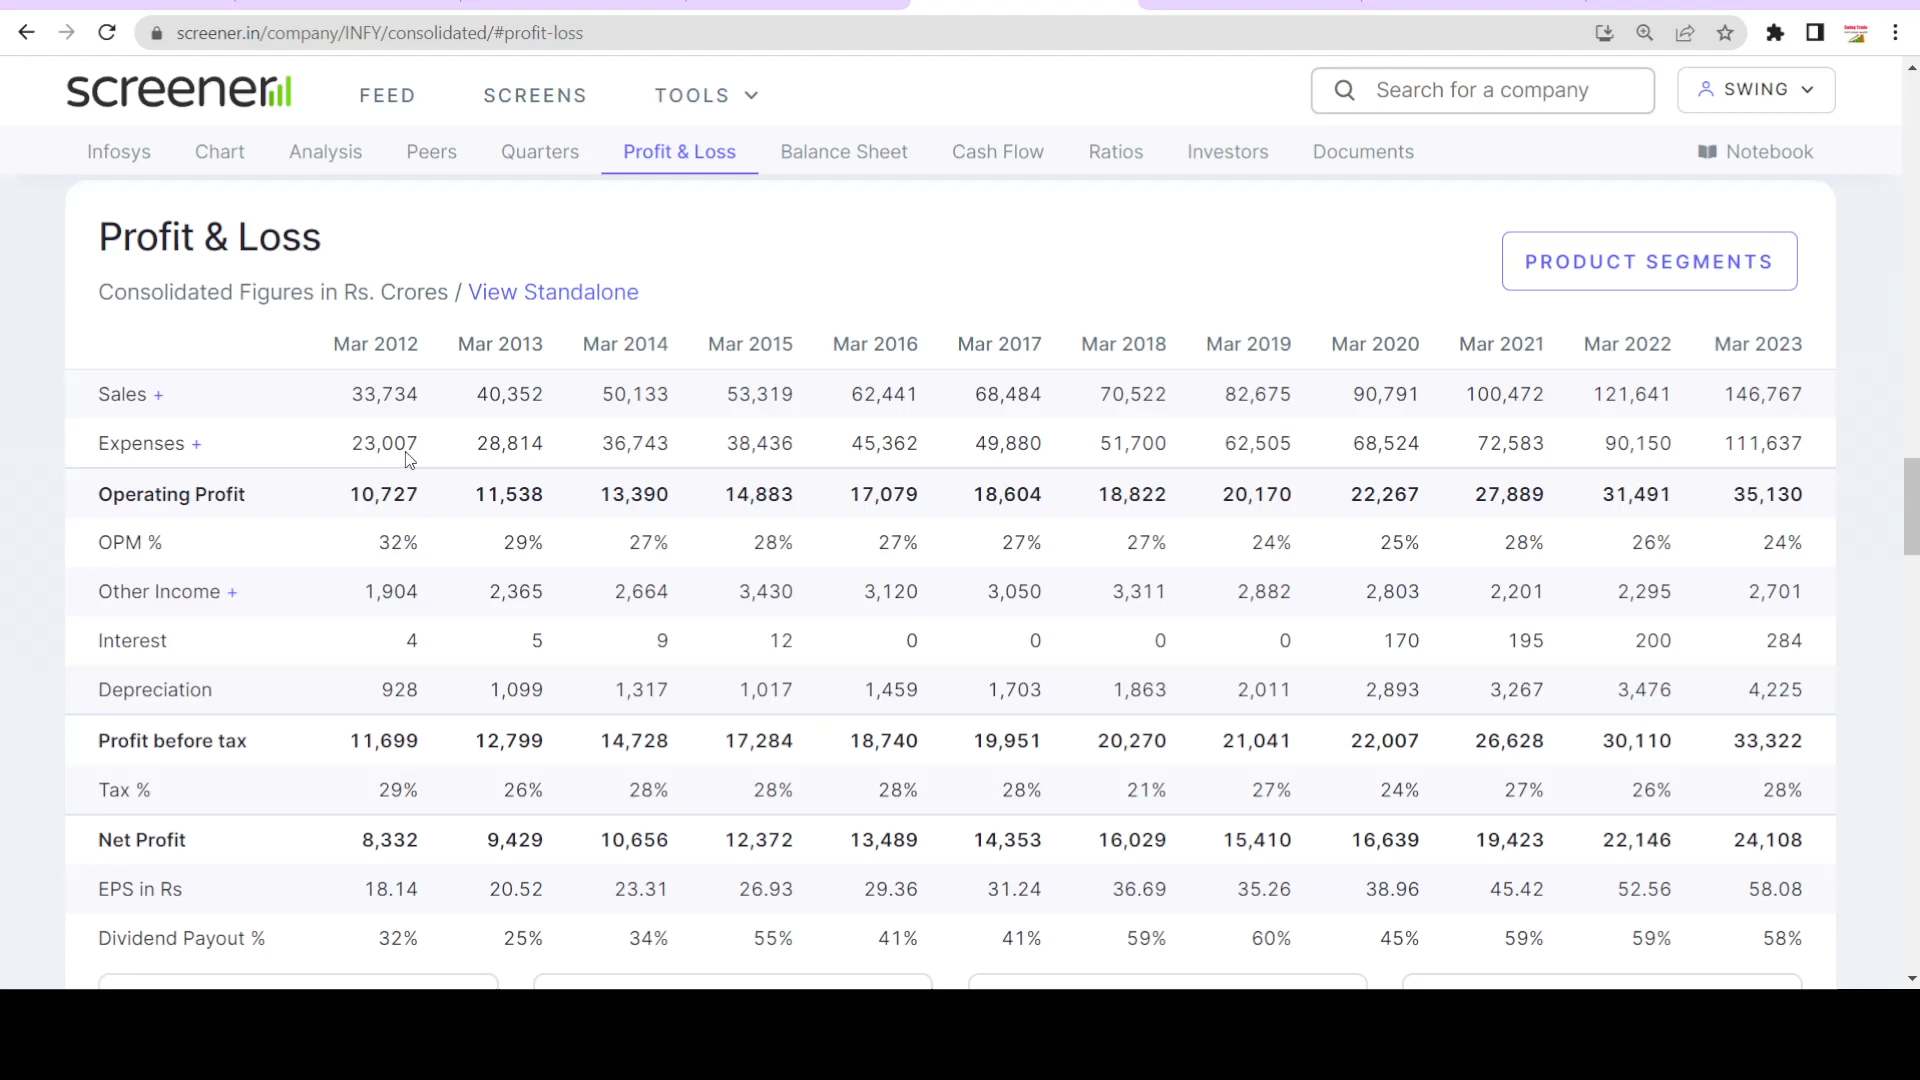 screener.in/company/INFY/consolidated/#profit-loss
screener FEED SCREENS TOOLS Search for a company SWING
Infosys Chart Analysis Peers Quarters Profit & Loss Balance Sheet Cash Flow Ratios Investors Documents Notebook
Profit & Loss
PRODUCT SEGMENTS
Consolidated Figures in Rs. Crores / View Standalone
Mar 2012 Mar 2013 Mar 2014 Mar 2015 Mar 2016 Mar 2017 Mar 2018 Mar 2019 Mar 2020 Mar 2021 Mar 2022 Mar 2023
Sales + 33,734 40,352 50,133 53,319 62,441 68,484 70,522 82,675 90,791 100,472 121,641 146,767
Expenses + 23,007 28,814 36,743 38,436 45,362 49,880 51,700 62,505 68,524 72,583 90,150 111,637
Operating Profit 10,727 11,538 13,390 14,883 17,079 18,604 18,822 20,170 22,267 27,889 31,491 35,130
OPM % 32% 29% 27% 28% 27% 27% 27% 24% 25% 28% 26% 24%
Other Income + 1,904 2,365 2,664 3,430 3,120 3,050 3,311 2,882 2,803 2,201 2,295 2,701
Interest 4 5 9 12 0 0 0 0 170 195 200 284
Depreciation 928 1,099 1,317 1,017 1,459 1,703 1,863 2,011 2,893 3,267 3,476 4,225
Profit before tax 11,699 12,799 14,728 17,284 18,740 19,951 20,270 21,041 22,007 26,628 30,110 33,322
Tax % 29% 26% 28% 28% 28% 28% 21% 27% 24% 27% 26% 28%
Net Profit 8,332 9,429 10,656 12,372 13,489 14,353 16,029 15,410 16,639 19,423 22,146 24,108
EPS in Rs 18.14 20.52 23.31 26.93 29.36 31.24 36.69 35.26 38.96 45.42 52.56 58.08
Dividend Payout % 32% 25% 34% 55% 41% 41% 59% 60% 45% 59% 59% 58%